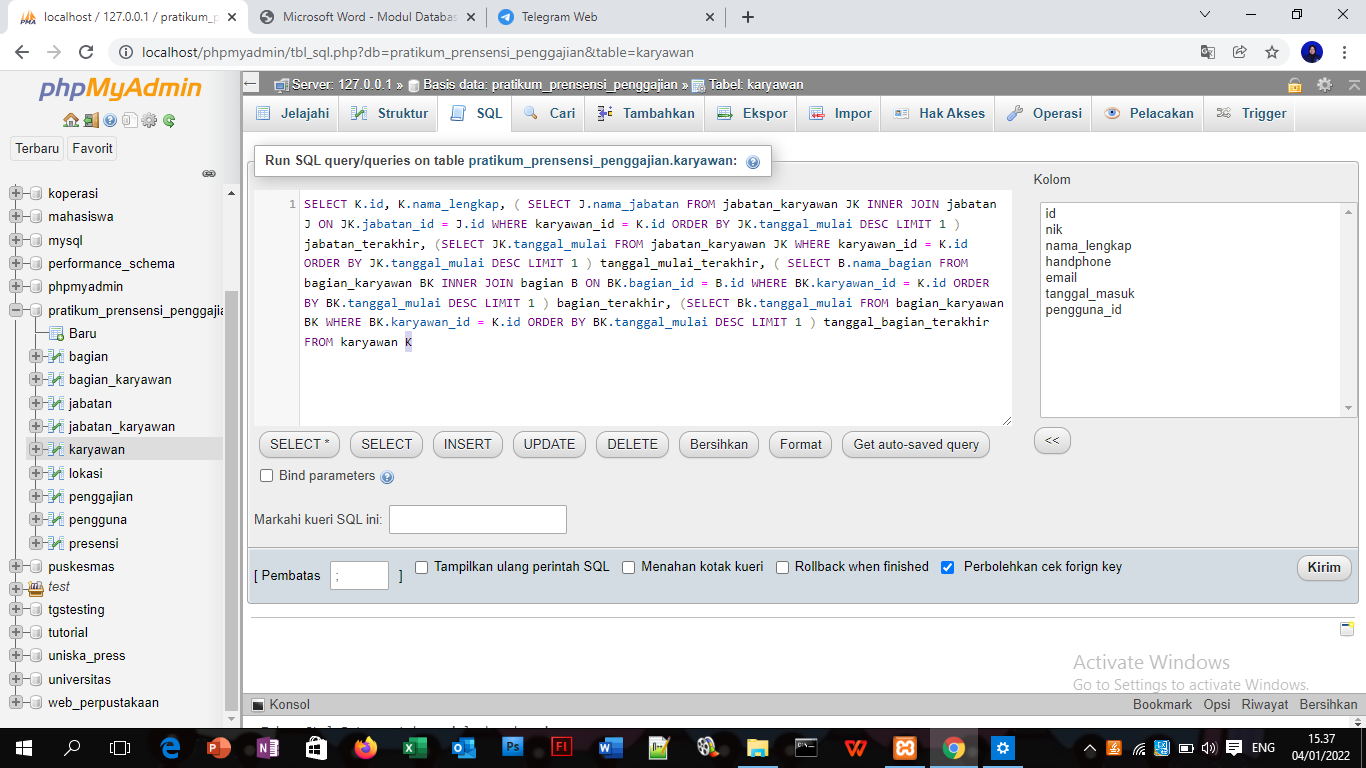 localhost / 127.0.0.1 / pratikum_p
Microsoft Word - Modul Databas
Telegram Web
localhost/phpmyadmin/tbl_sql.php?db=pratikum_prensensi_penggajian&table=karyawan
phpMyAdmin
Terbaru
Favorit
koperasi
mahasiswa
mysql
performance_schema
phpmyadmin
pratikum_prensensi_penggajia
Baru
bagian
bagian_karyawan
jabatan
jabatan_karyawan
karyawan
lokasi
penggajian
pengguna
presensi
puskesmas
test
tgstesting
tutorial
uniska_press
universitas
web_perpustakaan
Server: 127.0.0.1 » Basis data: pratikum_prensensi_penggajian » Tabel: karyawan
Jelajahi Struktur SQL Cari Tambahkan Ekspor Impor Hak Akses Operasi Pelacakan Trigger
Run SQL query/queries on table pratikum_prensensi_penggajian.karyawan:
1 SELECT K.id, K.nama_lengkap, ( SELECT J.nama_jabatan FROM jabatan_karyawan JK INNER JOIN jabatan
J ON JK.jabatan_id = J.id WHERE karyawan_id = K.id ORDER BY JK.tanggal_mulai DESC LIMIT 1 )
jabatan_terakhir, (SELECT JK.tanggal_mulai FROM jabatan_karyawan JK WHERE karyawan_id = K.id
ORDER BY JK.tanggal_mulai DESC LIMIT 1 ) tanggal_mulai_terakhir, ( SELECT B.nama_bagian FROM
bagian_karyawan BK INNER JOIN bagian B ON BK.bagian_id = B.id WHERE BK.karyawan_id = K.id ORDER
BY BK.tanggal_mulai DESC LIMIT 1 ) bagian_terakhir, (SELECT Bk.tanggal_mulai FROM bagian_karyawan
BK WHERE BK.karyawan_id = K.id ORDER BY BK.tanggal_mulai DESC LIMIT 1 ) tanggal_bagian_terakhir
FROM karyawan K
Kolom
id
nik
nama_lengkap
handphone
email
tanggal_masuk
pengguna_id
<<
SELECT * SELECT INSERT UPDATE DELETE Bersihkan Format Get auto-saved query
Bind parameters
Markahi kueri SQL ini:
[ Pembatas ; ] Tampilkan ulang perintah SQL Menahan kotak kueri Rollback when finished Perbolehkan cek forign key Kirim
Activate Windows
Go to Settings to activate Windows.
Konsol Bookmark Opsi Riwayat Bersihkan
ENG
15.37
04/01/2022